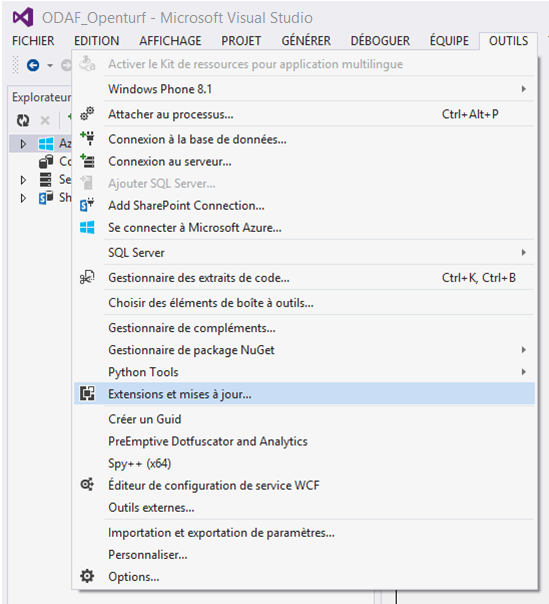 ODAF_Openturf - Microsoft Visual Studio
FICHIER EDITION AFFICHAGE PROJET GÉNÉRER DÉBOGUER ÉQUIPE OUTILS
Activer le Kit de ressources pour application multilingue
Explorateur
Windows Phone 8.1
Attacher au processus... Ctrl+Alt+P
Connexion à la base de données...
Connexion au serveur...
Ajouter SQL Server...
Add SharePoint Connection...
Se connecter à Microsoft Azure...
SQL Server
Gestionnaire des extraits de code... Ctrl+K, Ctrl+B
Choisir des éléments de boîte à outils...
Gestionnaire de compléments...
Gestionnaire de package NuGet
Python Tools
Extensions et mises à jour...
Créer un Guid
PreEmptive Dotfuscator and Analytics
Spy++ (x64)
Éditeur de configuration de service WCF
Outils externes...
Importation et exportation de paramètres...
Personnaliser...
Options...